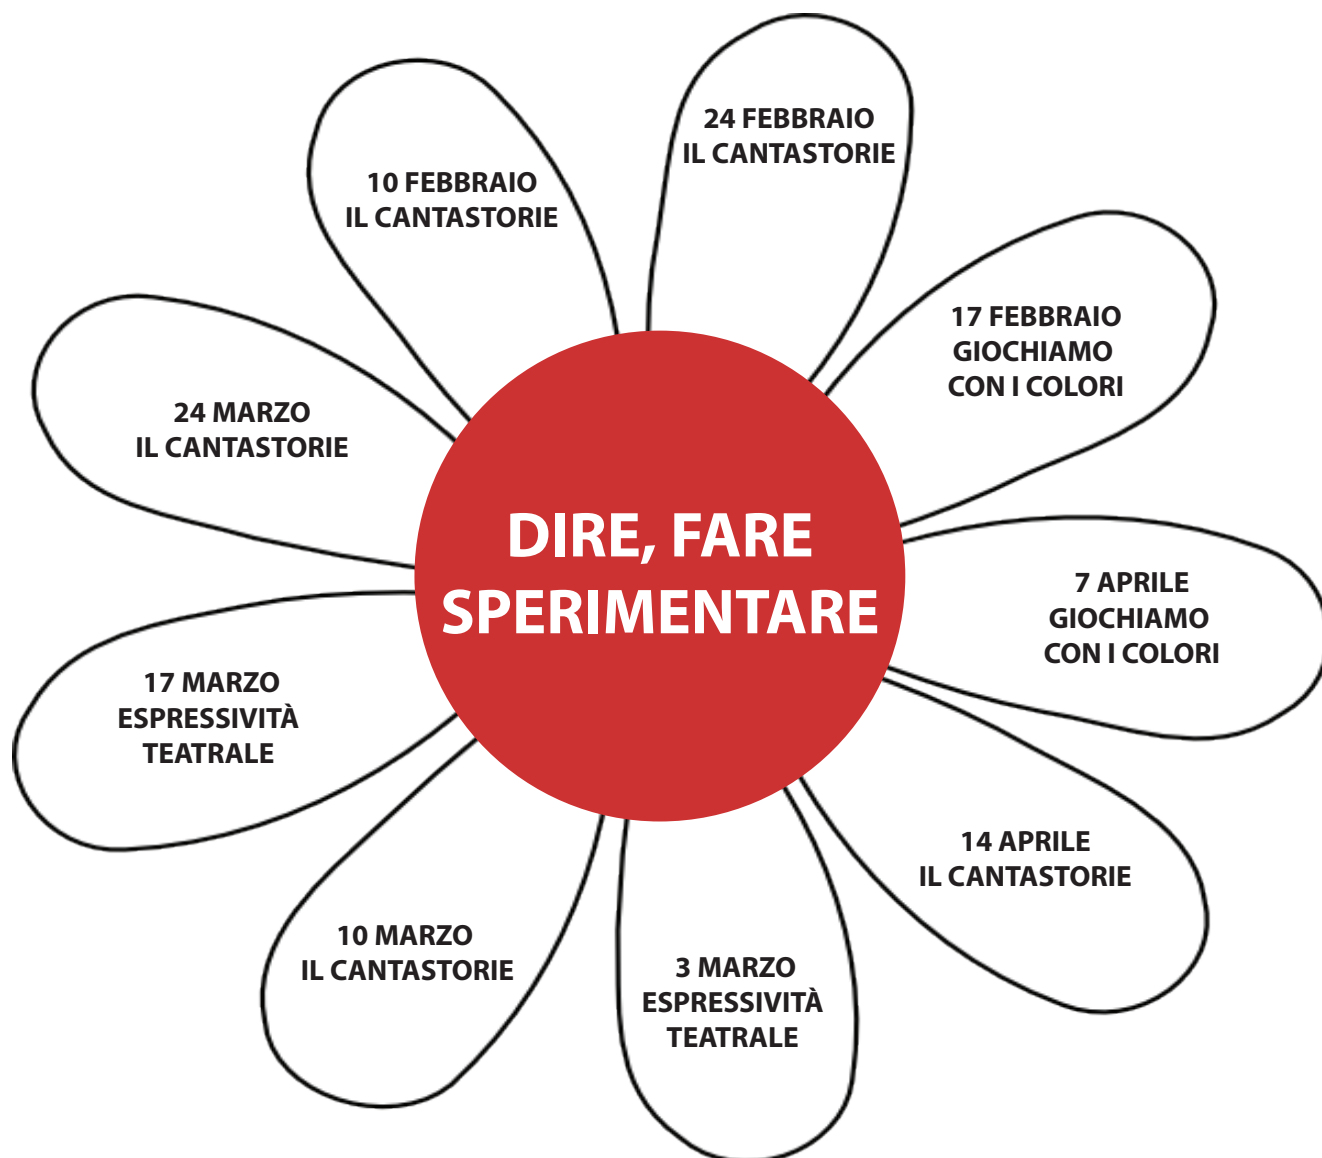 24 FEBBRAIO
IL CANTASTORIE
10 FEBBRAIO
IL CANTASTORIE
17 FEBBRAIO
GIOCHIAMO
CON I COLORI
24 MARZO
IL CANTASTORIE
DIRE, FARE
SPERIMENTARE
7 APRILE
GIOCHIAMO
CON I COLORI
17 MARZO
ESPRESSIVITÀ
TEATRALE
14 APRILE
IL CANTASTORIE
10 MARZO
IL CANTASTORIE
3 MARZO
ESPRESSIVITÀ
TEATRALE